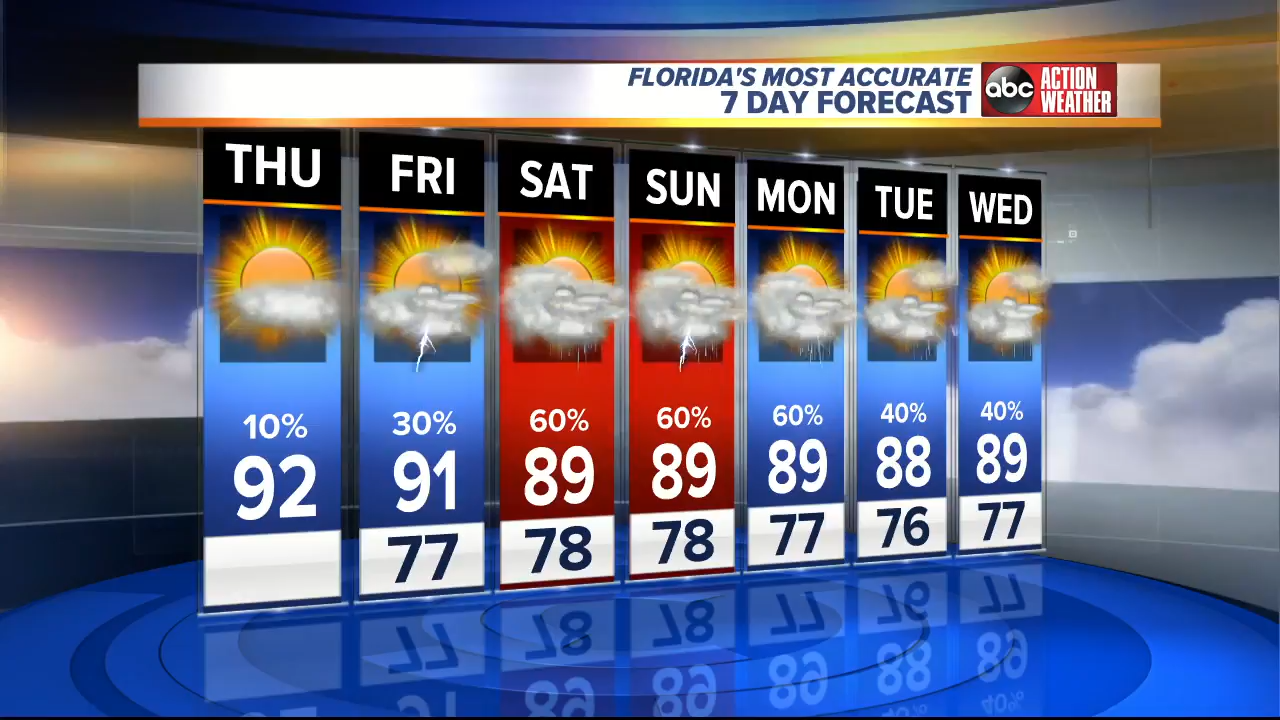 FLORIDA'S MOST ACCURATE
7 DAY FORECAST
abc
ACTION
WEATHER
THU FRI SAT SUN MON TUE WED
10% 30% 60% 60% 60% 40% 40%
92 91 89 89 89 88 89
77 78 78 77 76 77